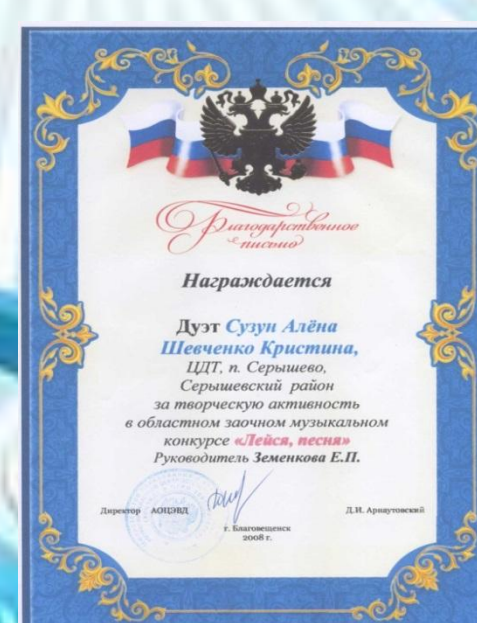 Благодарственное
письмо
Награждается
Дуэт Сузун Алёна
Шевченко Кристина,
ЦДТ, п. Серышево,
Серышевский район
за творческую активность
в областном заочном музыкальном
конкурсе «Лейся, песня»
Руководитель Земенкова Е.П.
Директор АОЦЭВД Д.И. Арнаутовский
г. Благовещенск
2008 г.